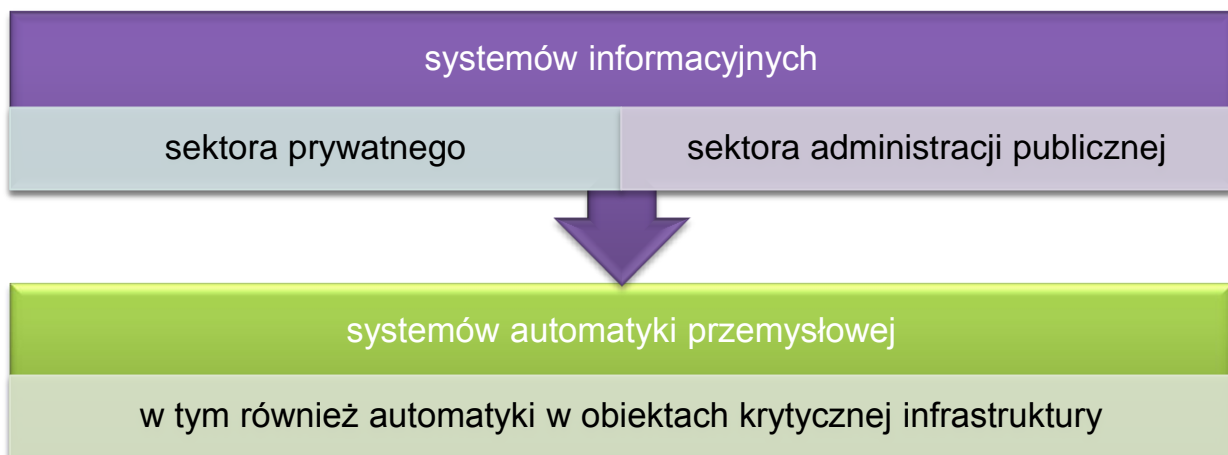 systemów informacyjnych
sektora prywatnego
sektora administracji publicznej
systemów automatyki przemysłowej
w tym również automatyki w obiektach krytycznej infrastruktury